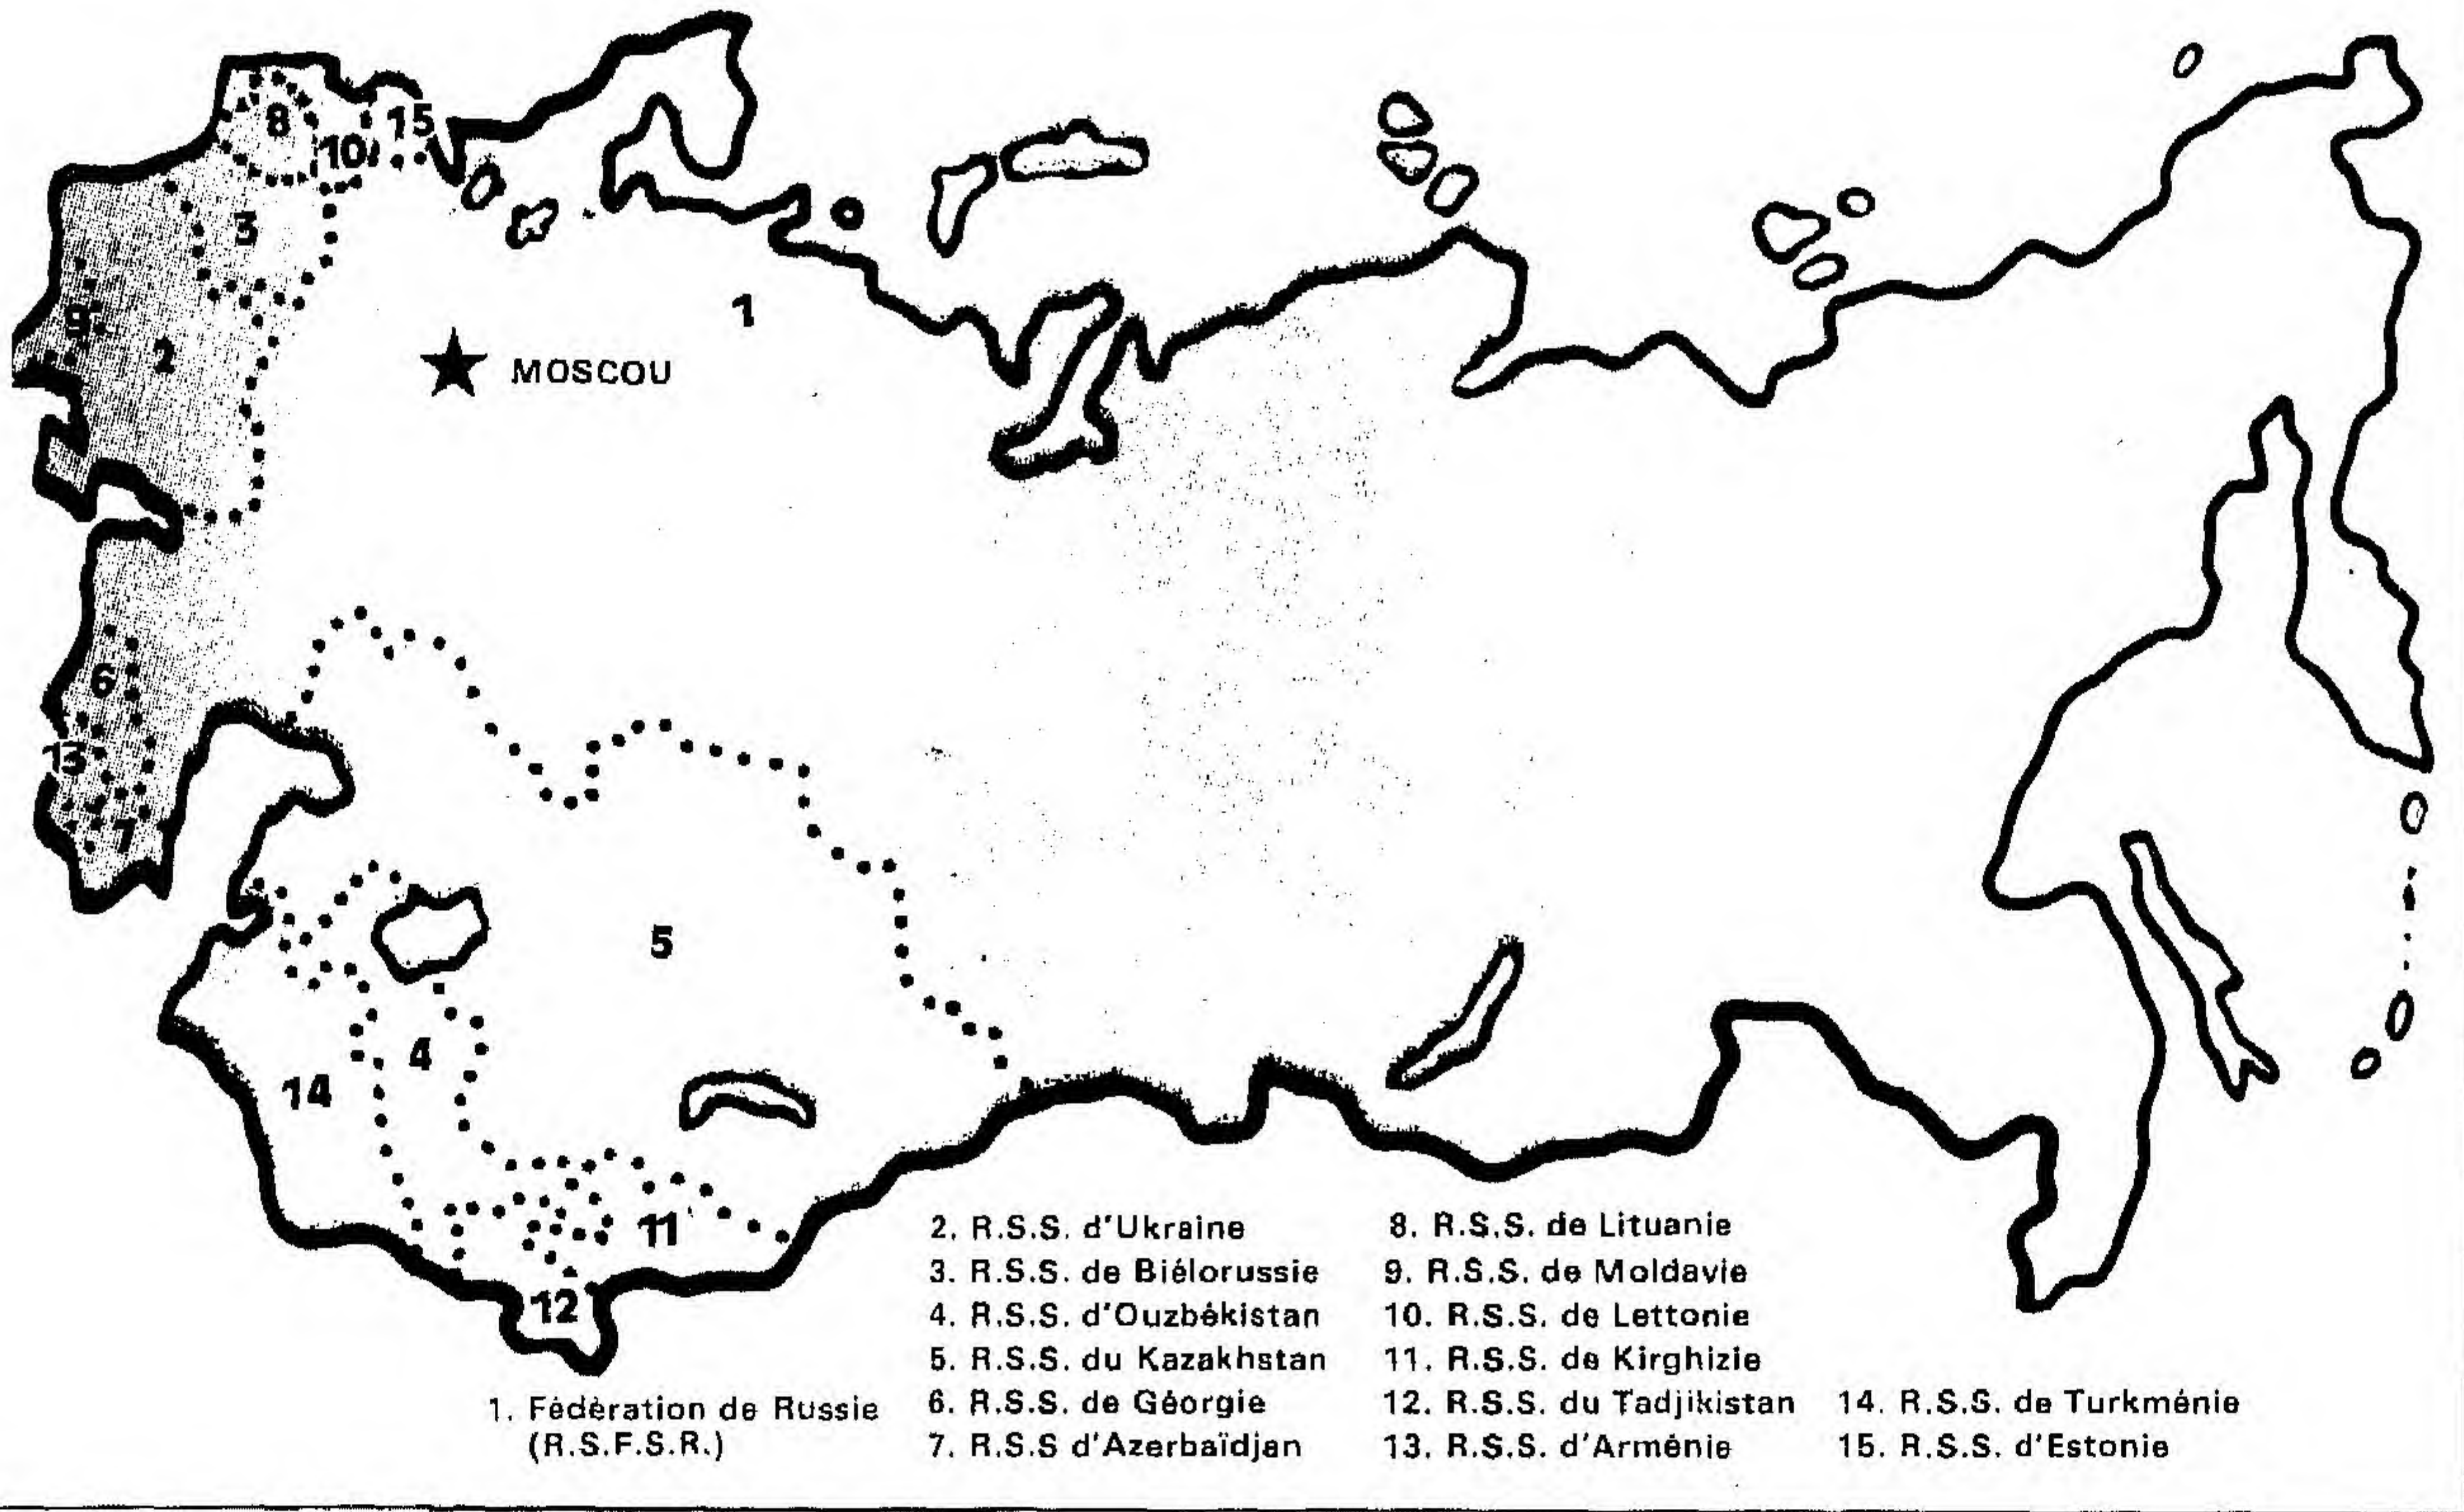 8
15
10
3
1
9
2
MOSCOU
6
13
7
5
4
14
11
12
1. Fédération de Russie
(R.S.F.S.R.)
2. R.S.S. d'Ukraine
3. R.S.S. de Biélorussie
4. R.S.S. d'Ouzbékistan
5. R.S.S. du Kazakhstan
6. R.S.S. de Géorgie
7. R.S.S d'Azerbaïdjan
8. R.S.S. de Lituanie
9. R.S.S. de Moldavie
10. R.S.S. de Lettonie
11. R.S.S. de Kirghizie
12. R.S.S. du Tadjikistan
13. R.S.S. d'Arménie
14. R.S.S. de Turkménie
15. R.S.S. d'Estonie